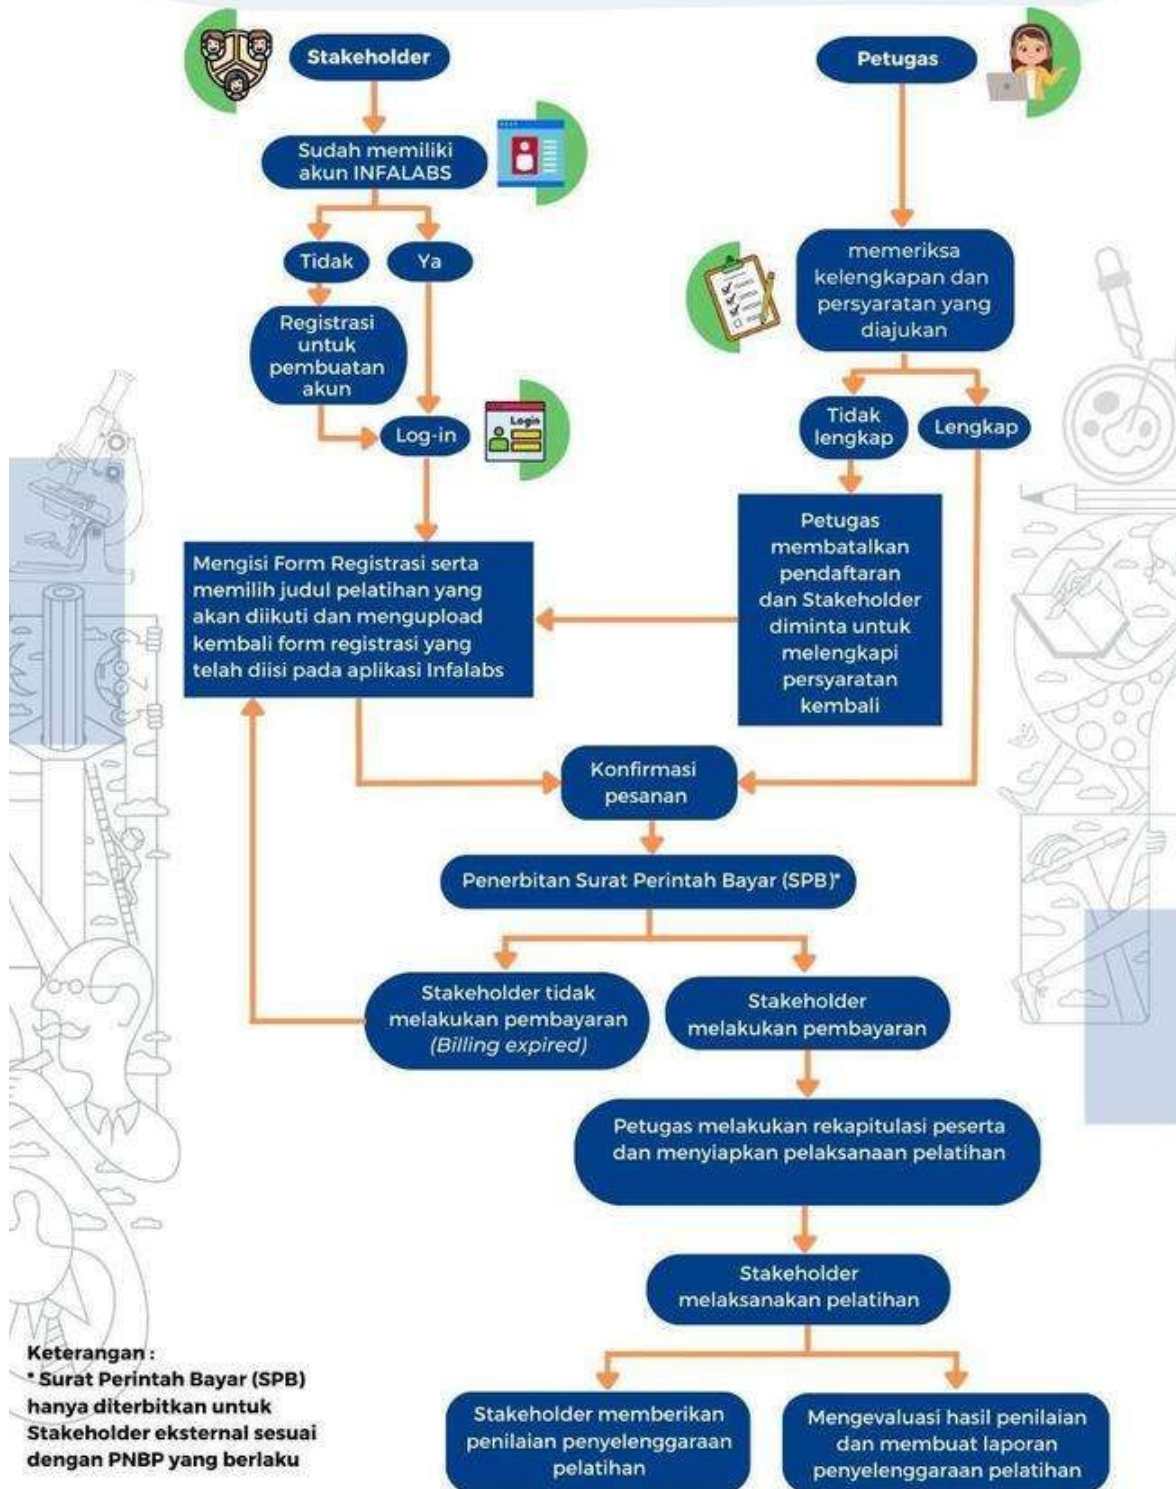 Stakeholder
Petugas
Sudah memiliki
akun INFALABS
Tidak
Ya
Registrasi
untuk
pembuatan
akun
Log-in
Login
memeriksa
kelengkapan dan
persyaratan yang
diajukan
Tidak
lengkap
Lengkap
Petugas
membatalkan
pendaftaran
dan Stakeholder
diminta untuk
melengkapi
persyaratan
kembali
Mengisi Form Registrasi serta
memilih judul pelatihan yang
akan diikuti dan mengupload
kembali form registrasi yang
telah diisi pada aplikasi Infalabs
Konfirmasi
pesanan
Penerbitan Surat Perintah Bayar (SPB)*
Stakeholder tidak
melakukan pembayaran
(Billing expired)
Stakeholder
melakukan pembayaran
Petugas melakukan rekapitulasi peserta
dan menyiapkan pelaksanaan pelatihan
Stakeholder
melaksanakan pelatihan
Stakeholder memberikan
penilaian penyelenggaraan
pelatihan
Mengevaluasi hasil penilaian
dan membuat laporan
penyelenggaraan pelatihan
Keterangan :
* Surat Perintah Bayar (SPB)
hanya diterbitkan untuk
Stakeholder eksternal sesuai
dengan PNBP yang berlaku